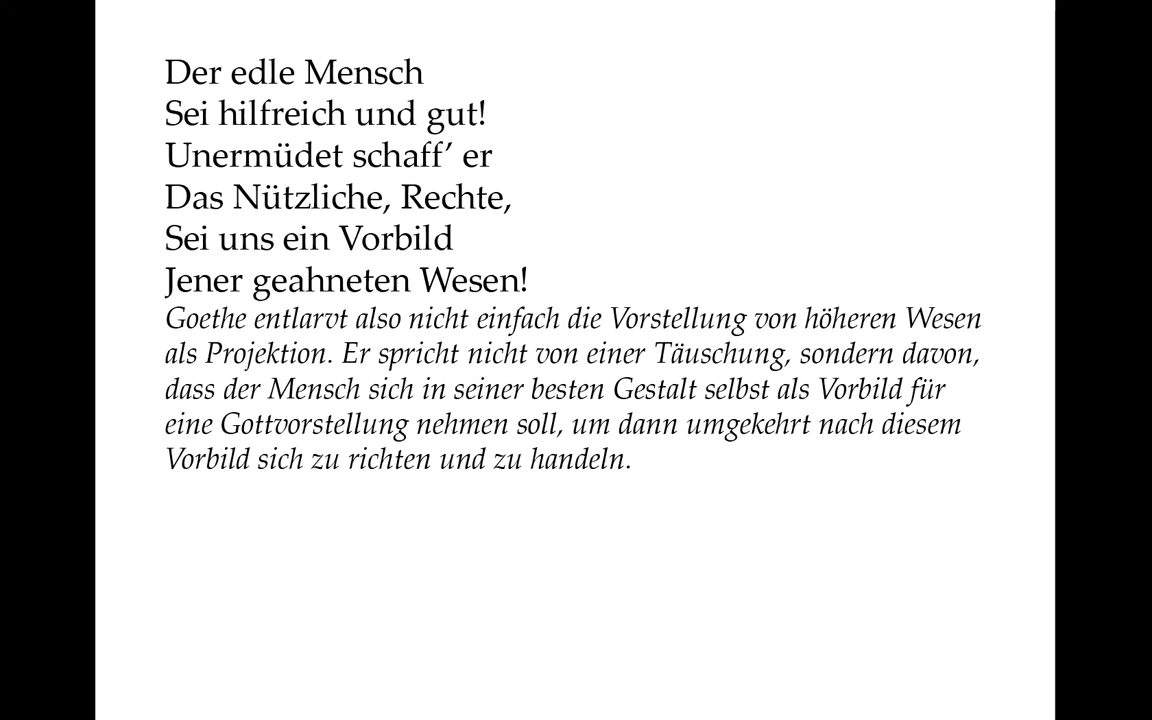 Der edle Mensch
Sei hilfreich und gut!
Unermüdet schaff’ er
Das Nützliche, Rechte,
Sei uns ein Vorbild
Jener geahneten Wesen!
Goethe entlarvt also nicht einfach die Vorstellung von höheren Wesen
als Projektion. Er spricht nicht von einer Täuschung, sondern davon,
dass der Mensch sich in seiner besten Gestalt selbst als Vorbild für
eine Gottvorstellung nehmen soll, um dann umgekehrt nach diesem
Vorbild sich zu richten und zu handeln.